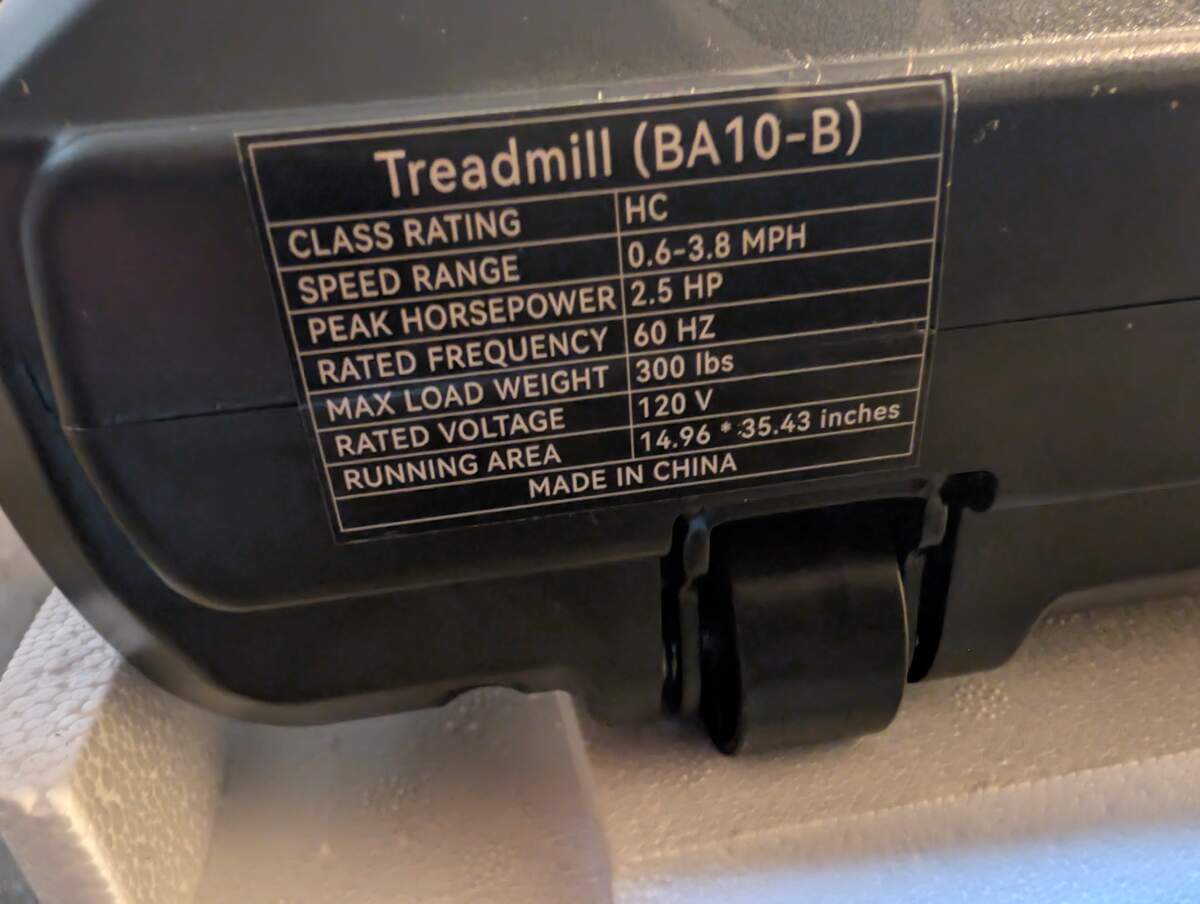 Treadmill (BA10-B)
CLASS RATING HC
SPEED RANGE 0.6-3.8 MPH
PEAK HORSEPOWER 2.5 HP
RATED FREQUENCY 60 HZ
MAX LOAD WEIGHT 300 lbs
RATED VOLTAGE 120 V
RUNNING AREA 14.96 * 35.43 inches
MADE IN CHINA